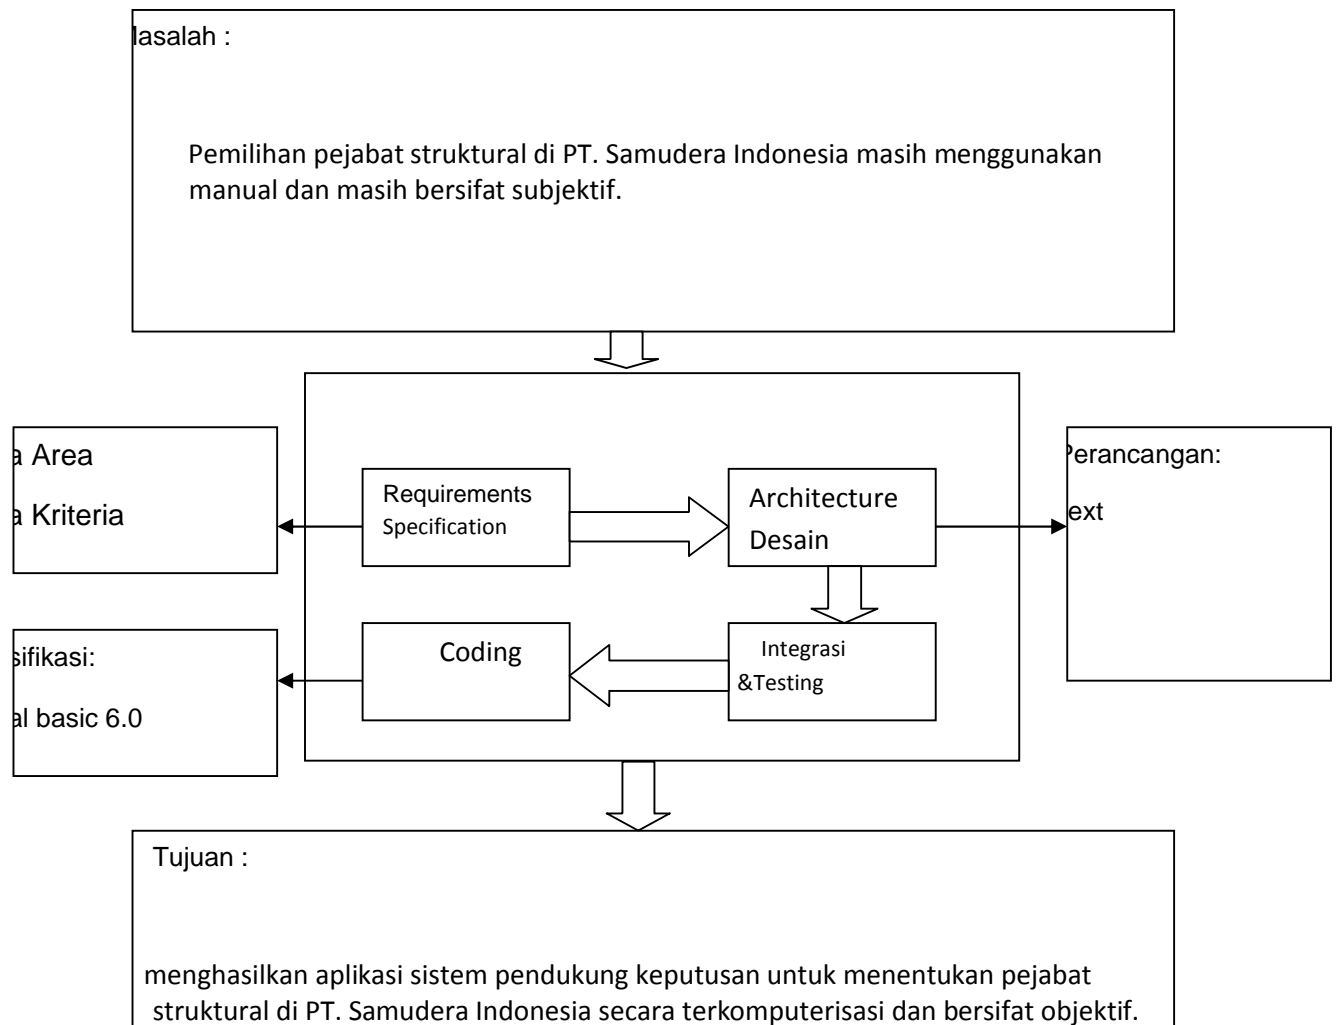 Masalah :
Pemilihan pejabat struktural di PT. Samudera Indonesia masih menggunakan
manual dan masih bersifat subjektif.
a Area
a Kriteria
Requirements
Specification
Architecture
Desain
Perancangan:
ext
sifikasi:
al basic 6.0
Coding
Integrasi
&Testing
Tujuan :
menghasilkan aplikasi sistem pendukung keputusan untuk menentukan pejabat
struktural di PT. Samudera Indonesia secara terkomputerisasi dan bersifat objektif.